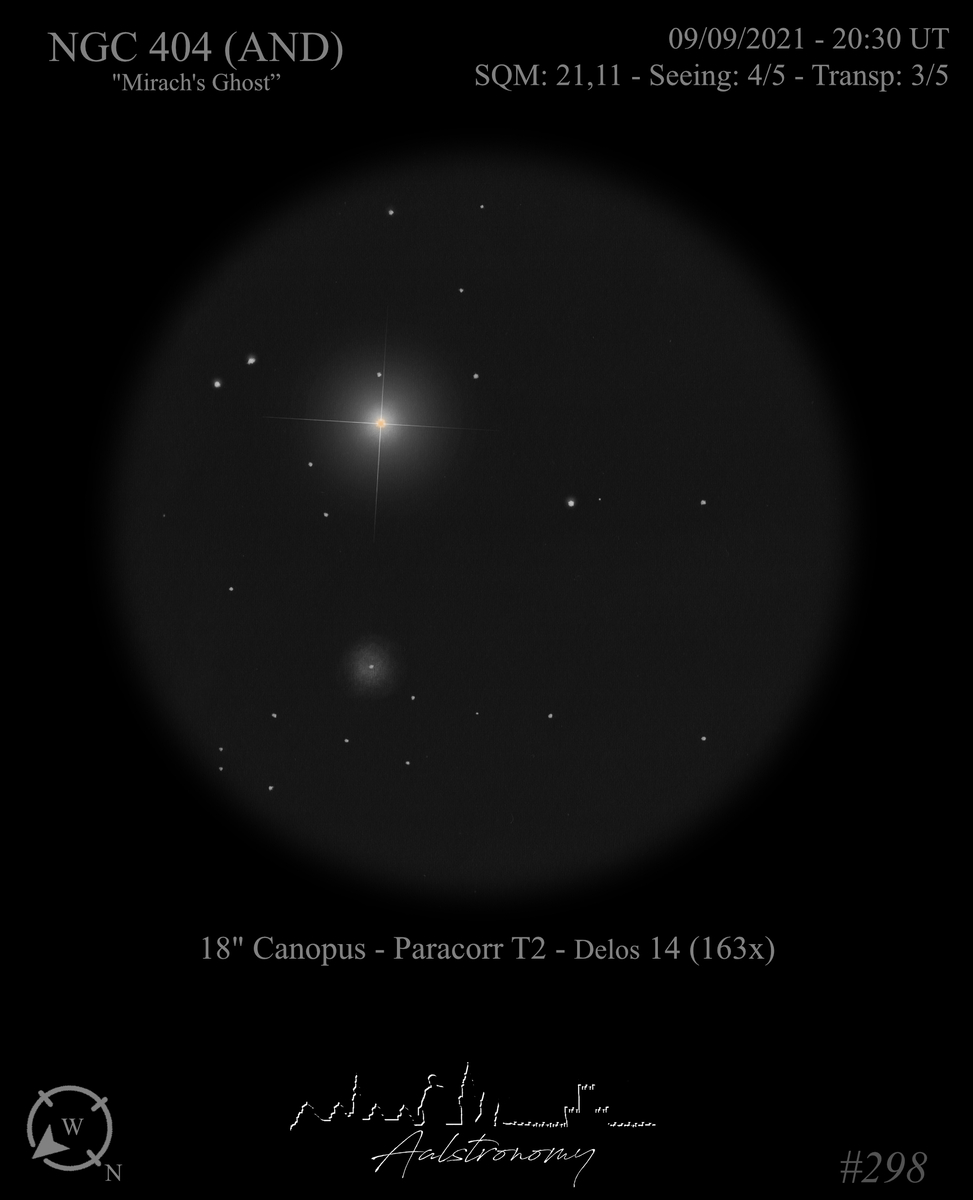 NGC 404 (AND)
"Mirach's Ghost”
09/09/2021 - 20:30 UT
SQM: 21,11 - Seeing: 4/5 - Transp: 3/5
18" Canopus - Paracorr T2 - Delos 14 (163x)
W
N
Aalstronomy
#298